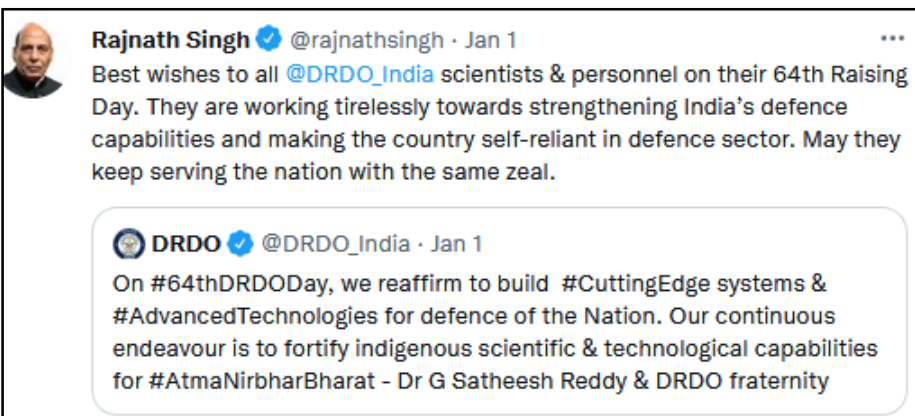 Rajnath Singh @rajnathsingh · Jan 1
Best wishes to all @DRDO_India scientists & personnel on their 64th Raising
Day. They are working tirelessly towards strengthening India's defence
capabilities and making the country self-reliant in defence sector. May they
keep serving the nation with the same zeal.
DRDO @DRDO_India · Jan 1
On #64thDRDODay, we reaffirm to build #CuttingEdge systems &
#AdvancedTechnologies for defence of the Nation. Our continuous
endeavour is to fortify indigenous scientific & technological capabilities
for #AtmaNirbharBharat - Dr G Satheesh Reddy & DRDO fraternity